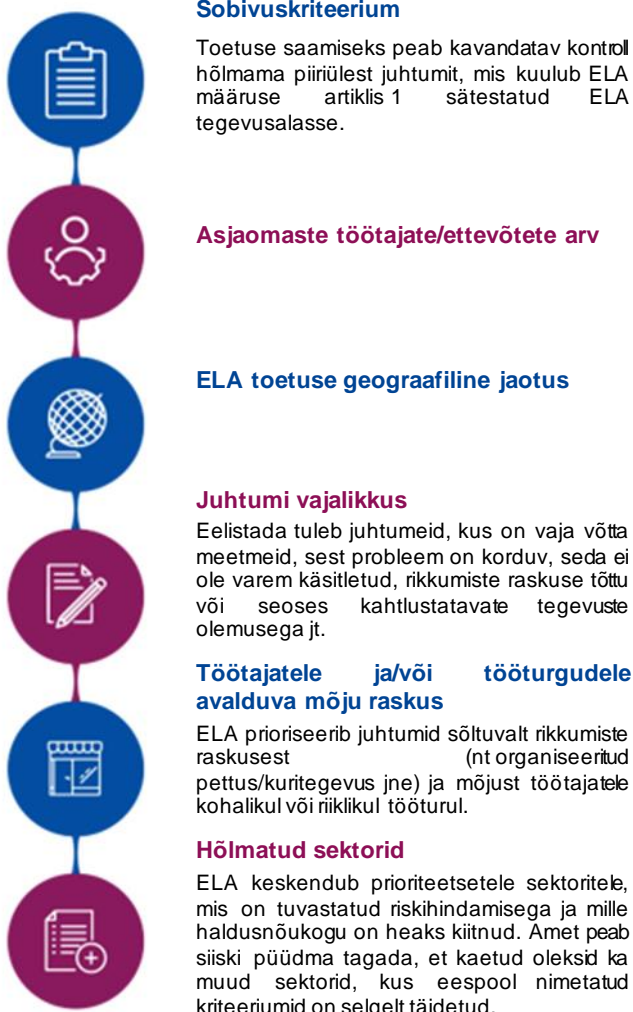 Sobivuskriteerium
Toetuse saamiseks peab kavandatav kontroll
hõlmama piiriülest juhtumit, mis kuulub ELA
määruse artiklis 1 sätestatud ELA
tegevusalasse.
Asjaomaste töötajate/ettevõtete arv
ELA toetuse geograafiline jaotus
Juhtumi vajalikkus
Eelistada tuleb juhtumeid, kus on vaja võtta
meetmeid, sest probleem on korduv, seda ei
ole varem käsitletud, rikkumiste raskuse tõttu
või seoses kahtlustatavate tegevuste
olemusega jt.
Töötajatele ja/või tööturgudele
avalduva mõju raskus
ELA prioriseerib juhtumid sõltuvalt rikkumiste
raskusest (nt organiseeritud
pettus/kuritegevus jne) ja mõjust töötajatele
kohalikul või riiklikul tööturul.
Hõlmatud sektorid
ELA keskendub prioriteetsetele sektoritele,
mis on tuvastatud riskihindamisega ja mille
haldusnõukogu on heaks kiitnud. Amet peab
siiski püüdma tagada, et kaetud oleksid ka
muud sektorid, kus eespool nimetatud
kriteeriumid on selgelt täidetud.